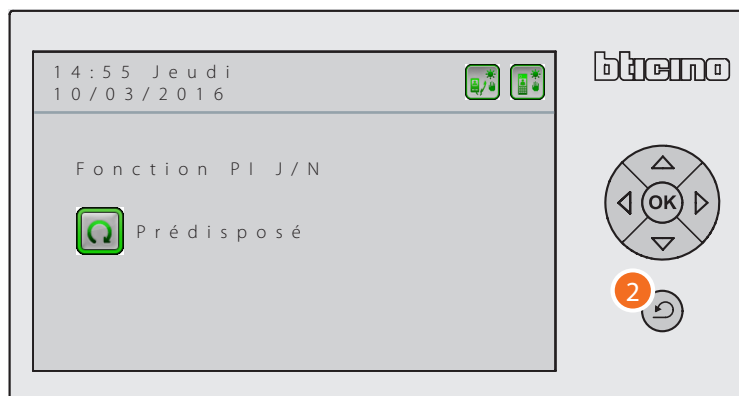 14:55 Jeudi
10/03/2016
bticino
Fonction PI J/N
Prédisposé
OK
2